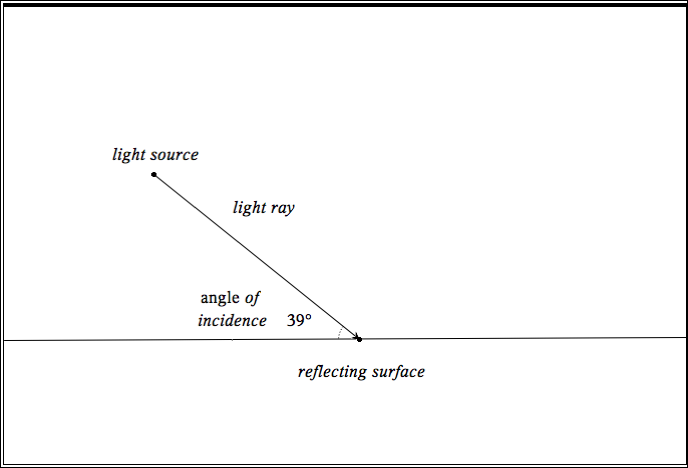 light source
light ray
angle of
incidence 39°
reflecting surface